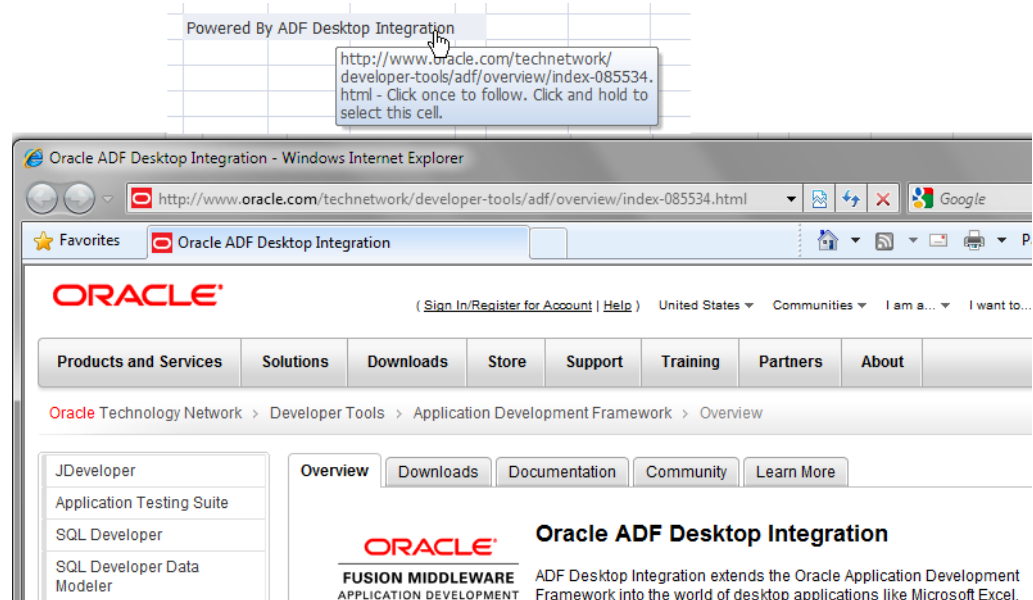 Powered By ADF Desktop Integration
http://www.oracle.com/technetwork/
developer-tools/adf/overview/index-085534.
html - Click once to follow. Click and hold to
select this cell.
Oracle ADF Desktop Integration - Windows Internet Explorer
http://www.oracle.com/technetwork/developer-tools/adf/overview/index-085534.html Google
Favorites Oracle ADF Desktop Integration P
ORACLE
( Sign In/Register for Account | Help ) United States Communities I am a... I want to...
Products and Services Solutions Downloads Store Support Training Partners About
Oracle Technology Network > Developer Tools > Application Development Framework > Overview
JDeveloper
Application Testing Suite
SQL Developer
SQL Developer Data
Modeler
Overview Downloads Documentation Community Learn More
ORACLE
FUSION MIDDLEWARE
APPLICATION DEVELOPMENT
Oracle ADF Desktop Integration
ADF Desktop Integration extends the Oracle Application Development
Framework into the world of desktop applications like Microsoft Excel.